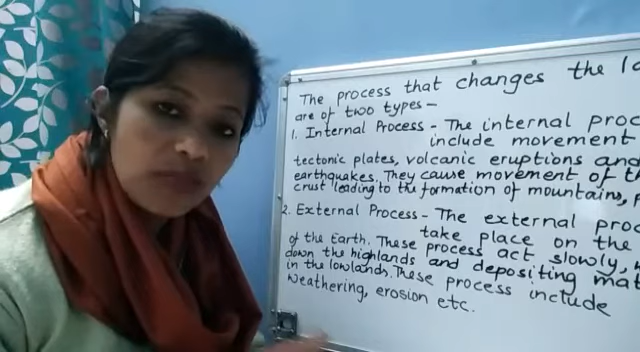 The process that changes the
are of two types -
1. Internal Process - The internal
include movement
tectonic plates, volcanic eruptions and
earthquakes. They cause movement of
crust leading to the formation of mountains,
2. External Process - The external
take place on the
of the Earth. These process act slowly,
down the highlands and depositing
in the lowlands. These process include
weathering, erosion etc.